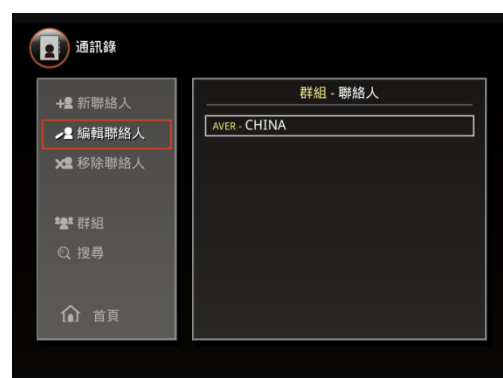 通訊錄
新聯絡人
編輯聯絡人
移除聯絡人
群組
搜尋
首頁
群組 - 聯絡人
AVER - CHINA